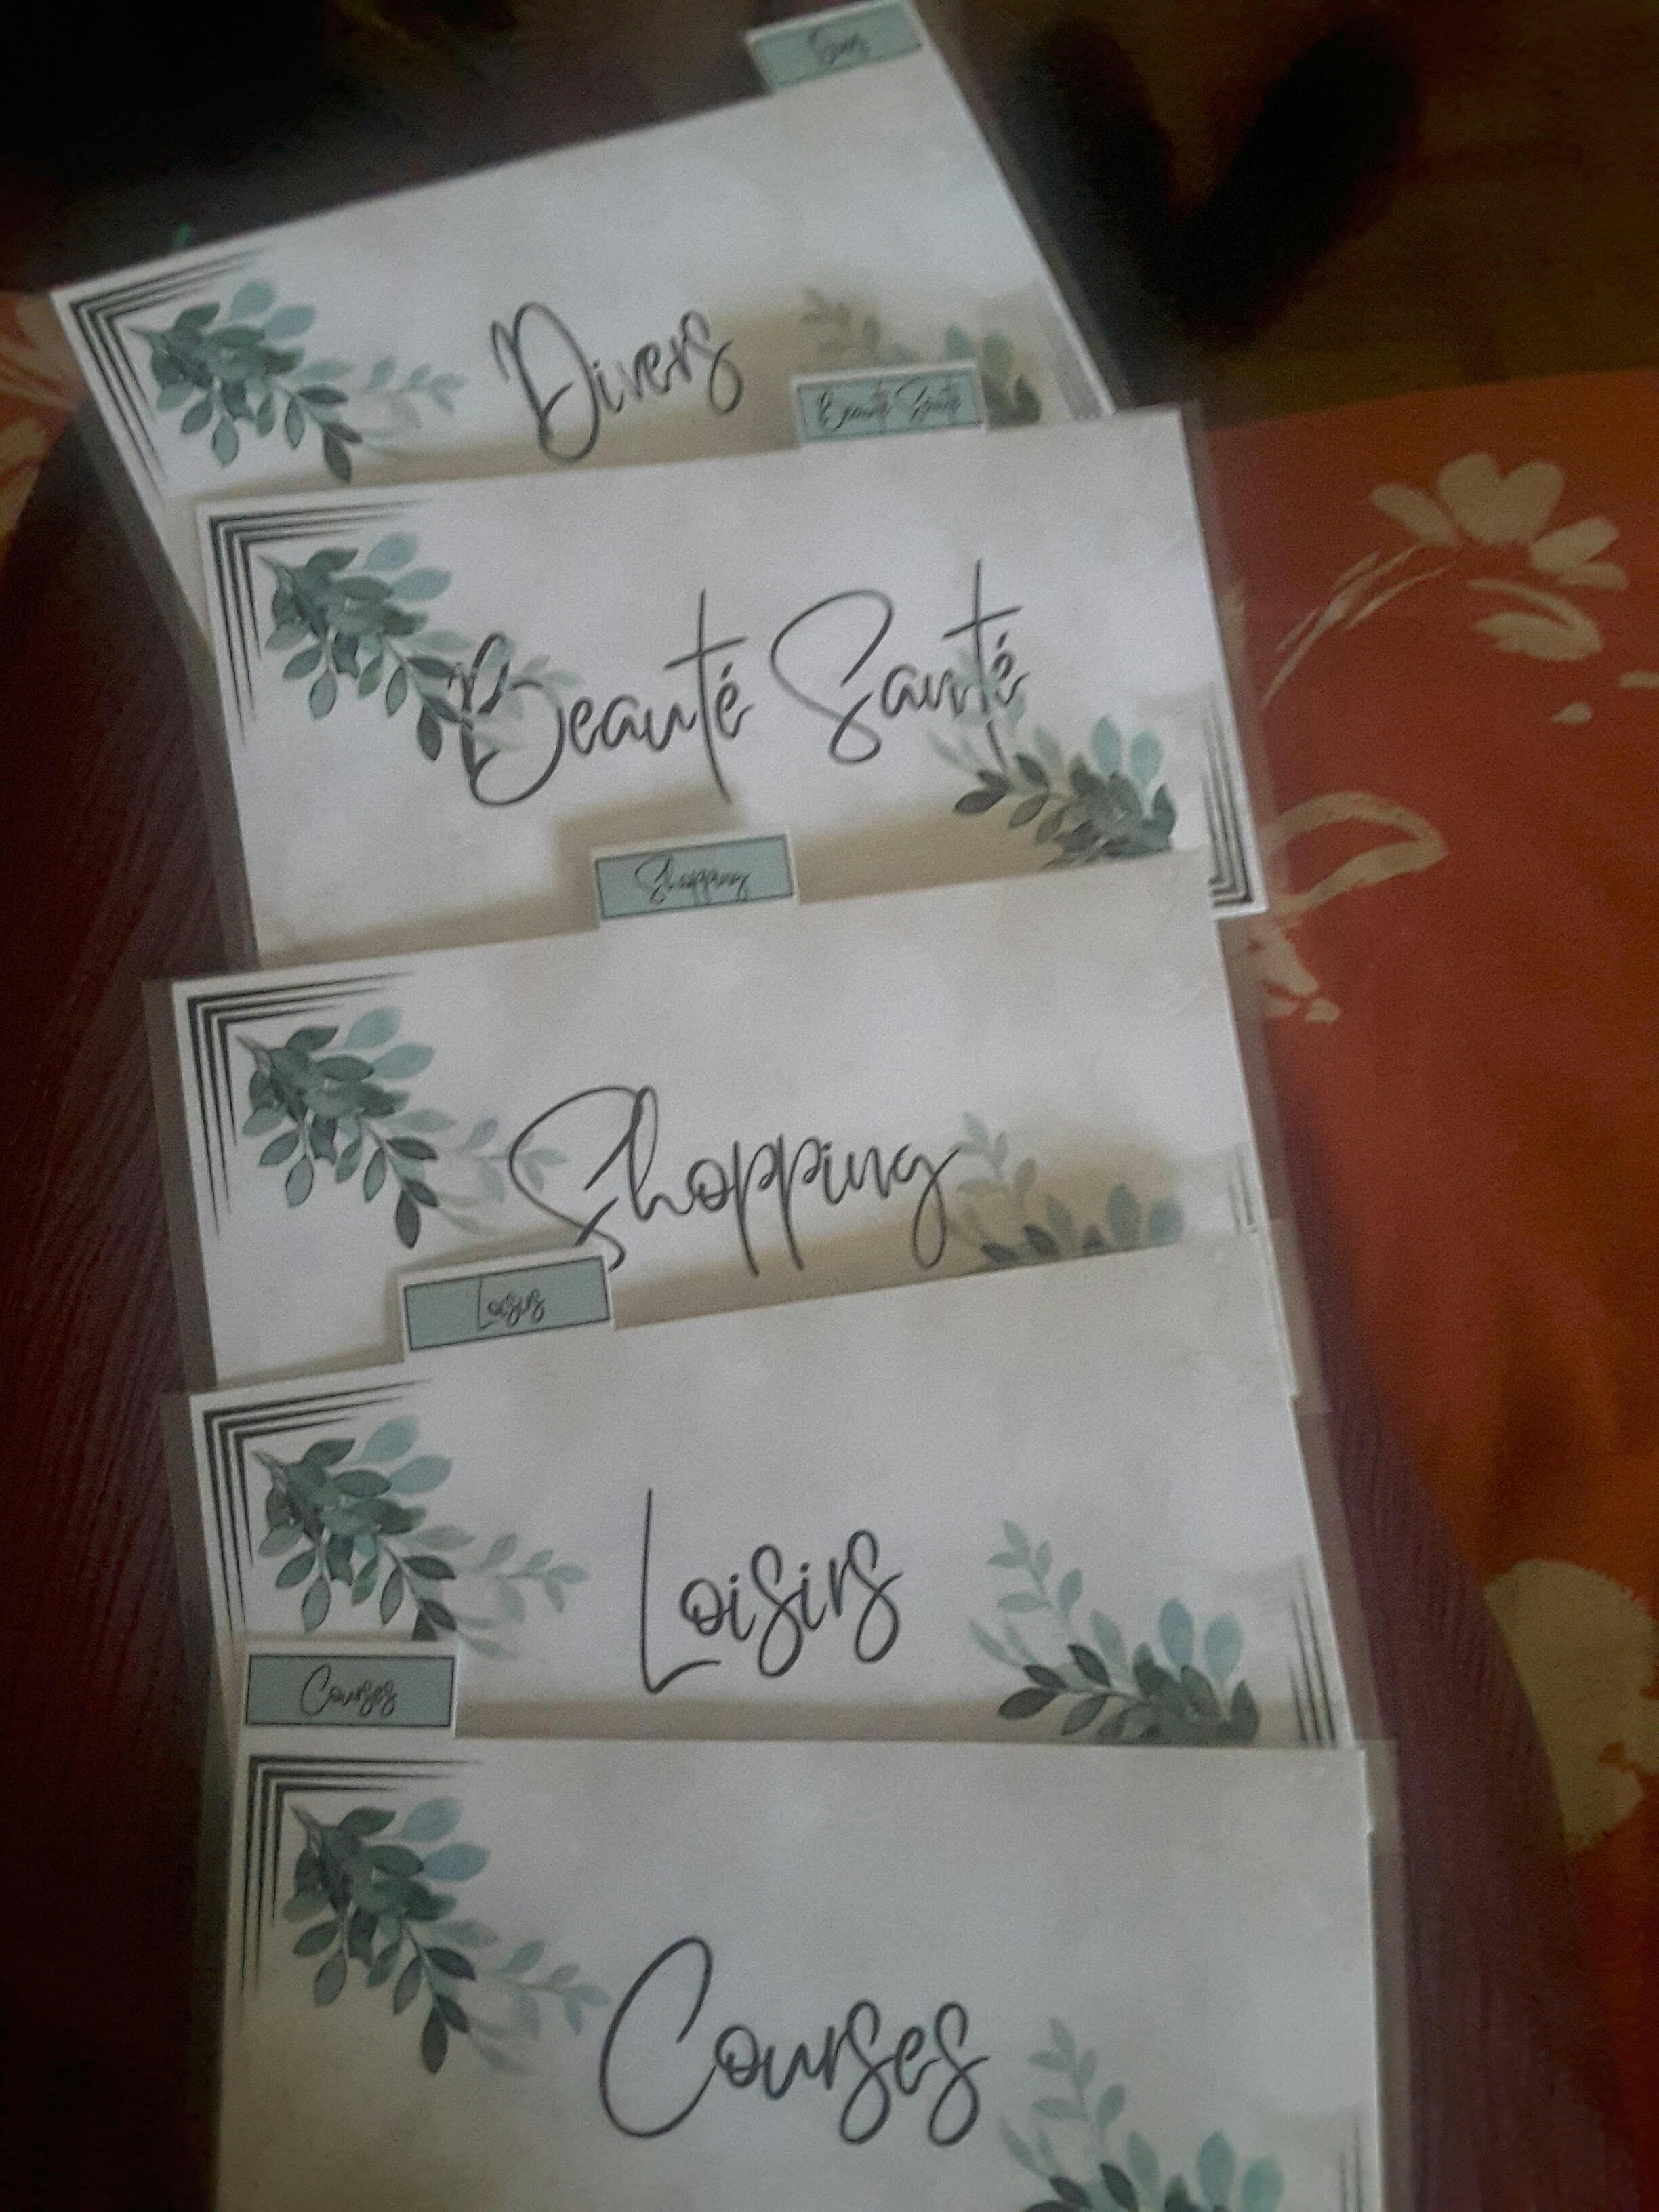 Divers
Beauté Santé
Beauté Santé
Shopping
Shopping
Loisirs
Loisirs
Courses
Courses